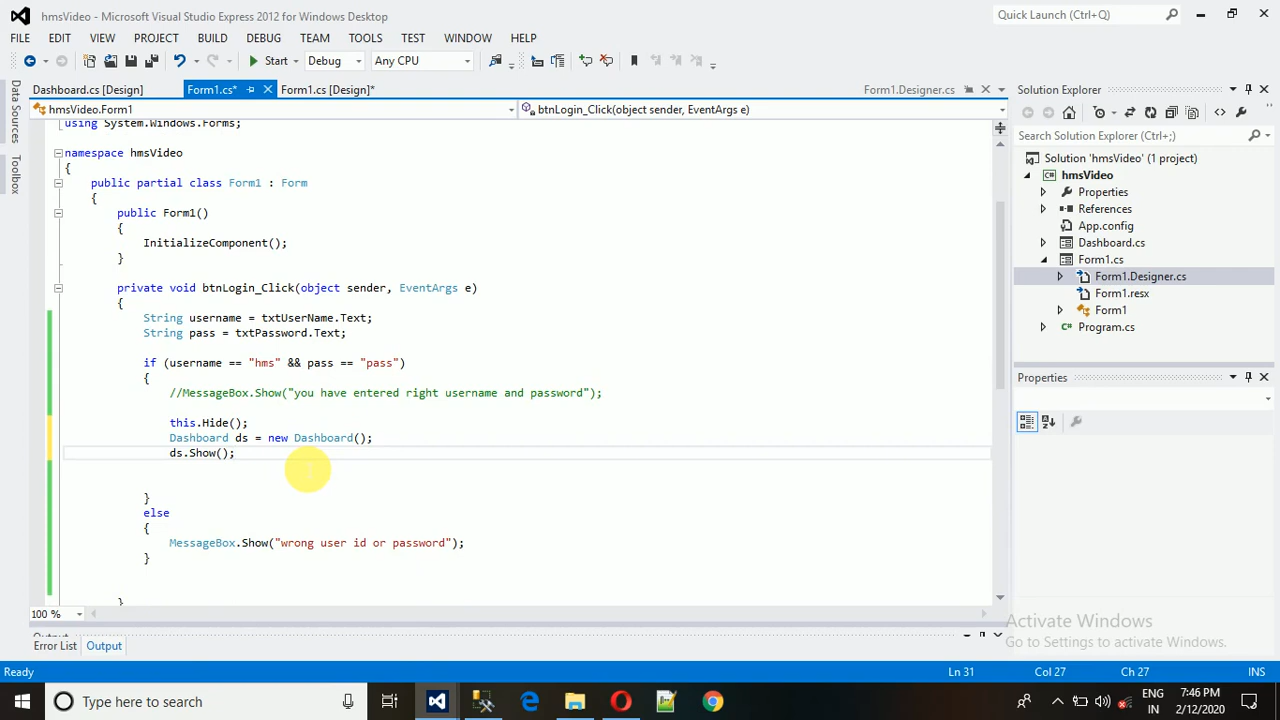 hmsVideo - Microsoft Visual Studio Express 2012 for Windows Desktop
Quick Launch (Ctrl+Q)
FILE EDIT VIEW PROJECT BUILD DEBUG TEAM TOOLS TEST WINDOW HELP
Start Debug Any CPU
Dashboard.cs [Design] Form1.cs* Form1.cs [Design]* Form1.Designer.cs
hmsVideo.Form1 btnLogin_Click(object sender, EventArgs e)
Data Sources
Toolbox
using System.Windows.Forms;
namespace hmsVideo
{
public partial class Form1 : Form
{
public Form1()
{
InitializeComponent();
}
private void btnLogin_Click(object sender, EventArgs e)
{
String username = txtUserName.Text;
String pass = txtPassword.Text;
if (username == "hms" && pass == "pass")
{
//MessageBox.Show("you have entered right username and password");
this.Hide();
Dashboard ds = new Dashboard();
ds.Show();
}
else
{
MessageBox.Show("wrong user id or password");
}
}
100 %
Error List Output
Solution Explorer
Search Solution Explorer (Ctrl+;)
Solution 'hmsVideo' (1 project)
hmsVideo
Properties
References
App.config
Dashboard.cs
Form1.cs
Form1.Designer.cs
Form1.resx
Form1
Program.cs
Properties
Activate Windows
Go to Settings to activate Windows.
Ready Ln 31 Col 27 Ch 27 INS
Type here to search
ENG
IN
7:46 PM
2/12/2020